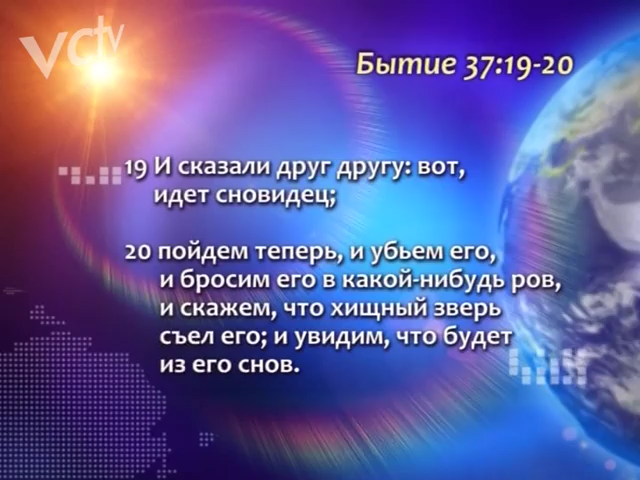 vctv
Бытие 37:19-20
19 И сказали друг другу: вот,
идет сновидец;
20 пойдем теперь, и убьем его,
и бросим его в какой-нибудь ров,
и скажем, что хищный зверь
съел его; и увидим, что будет
из его снов.